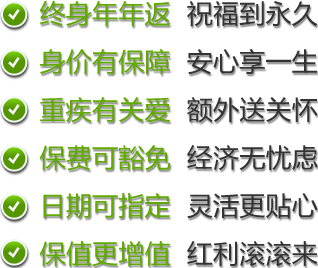 终身年年返 祝福到永久
身价有保障 安心享一生
重疾有关爱 额外送关怀
保费可豁免 经济无忧虑
日期可指定 灵活更贴心
保值更增值 红利滚滚来